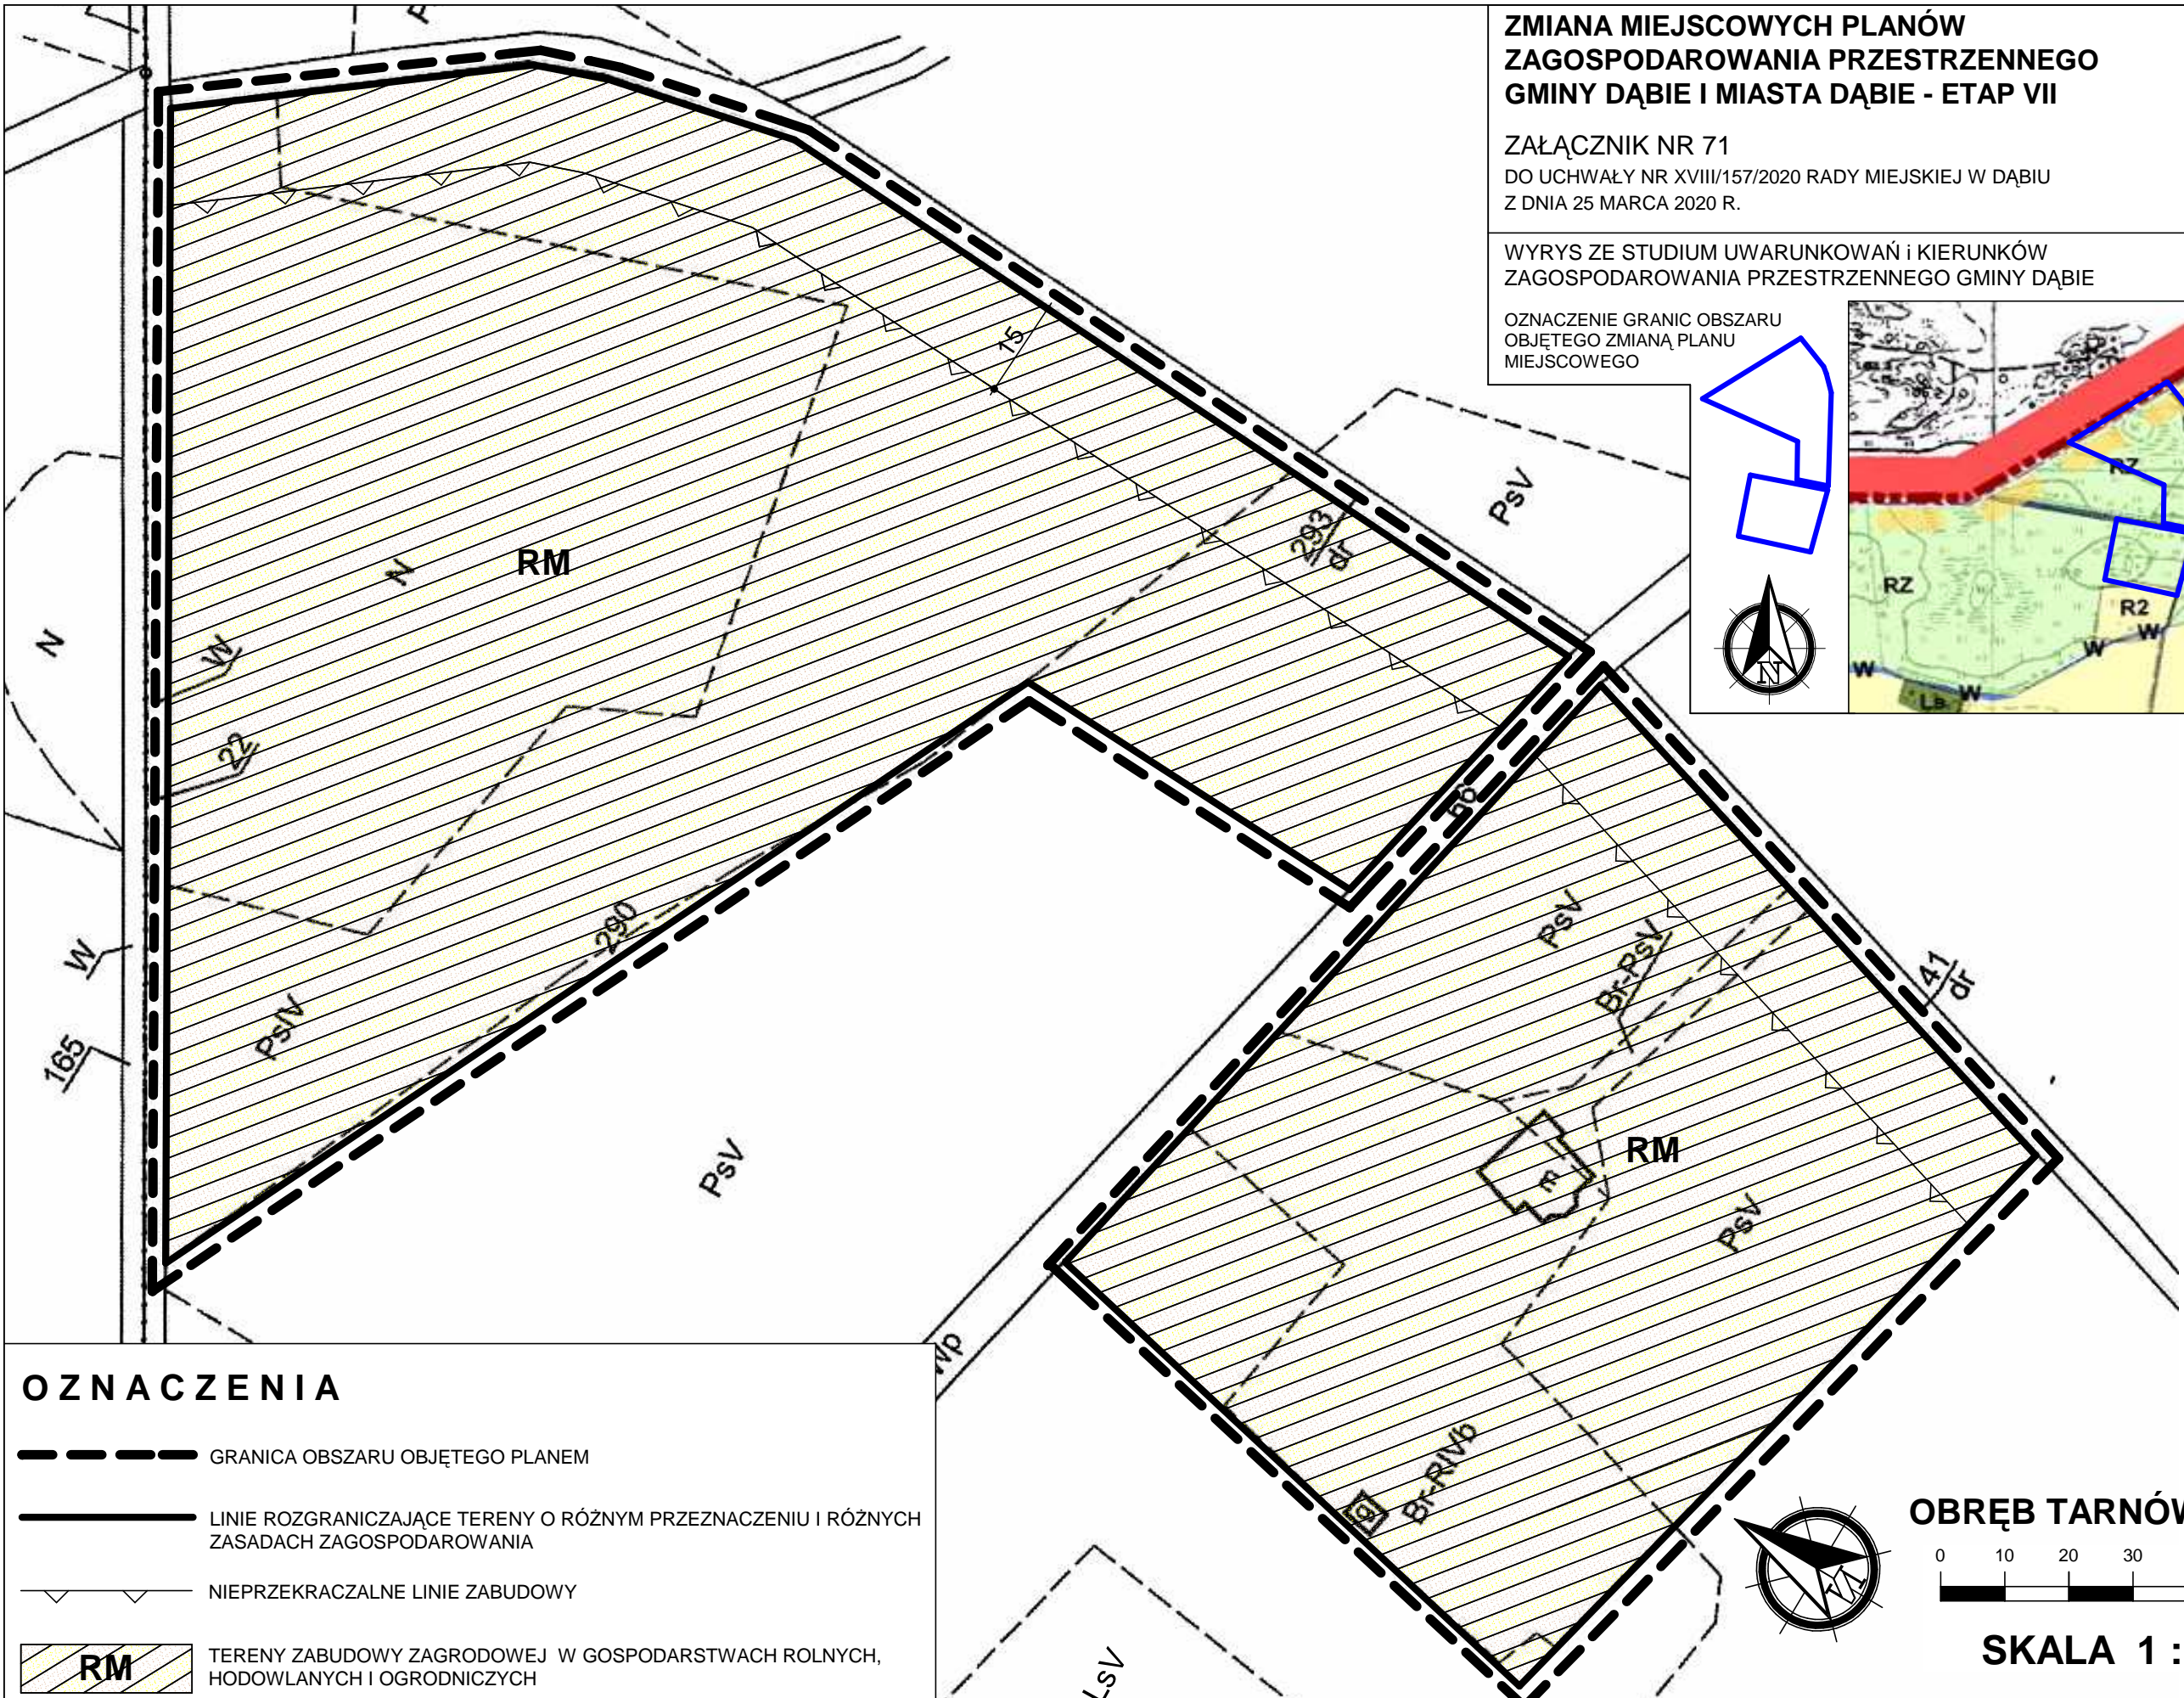 ZMIANA MIEJSCOWYCH PLANÓW
ZAGOSPODAROWANIA PRZESTRZENNEGO
GMINY DĄBIE I MIASTA DĄBIE - ETAP VII
ZAŁĄCZNIK NR 71
DO UCHWAŁY NR XVIII/157/2020 RADY MIEJSKIEJ W DĄBIU
Z DNIA 25 MARCA 2020 R.
WYRYS ZE STUDIUM UWARUNKOWAŃ i KIERUNKÓW
ZAGOSPODAROWANIA PRZESTRZENNEGO GMINY DĄBIE
OZNACZENIE GRANIC OBSZARU
OBJĘTEGO ZMIANĄ PLANU
MIEJSCOWEGO
RZ
RZ
R2
W
W
W
W
Ls
N
15
PsV
293
dr
N
RM
N
W
22
290
W
165
PsIV
PsV
PsV
Br-PsV
41
dr
RM
m
PsV
Br-RIVb
g
Wp
LsV
N
OZNACZENIA
GRANICA OBSZARU OBJĘTEGO PLANEM
LINIE ROZGRANICZAJĄCE TERENY O RÓŻNYM PRZEZNACZENIU I RÓŻNYCH
ZASADACH ZAGOSPODAROWANIA
NIEPRZEKRACZALNE LINIE ZABUDOWY
RM
TERENY ZABUDOWY ZAGRODOWEJ W GOSPODARSTWACH ROLNYCH,
HODOWLANYCH I OGRODNICZYCH
OBRĘB TARNÓW
0 10 20 30
SKALA 1 :